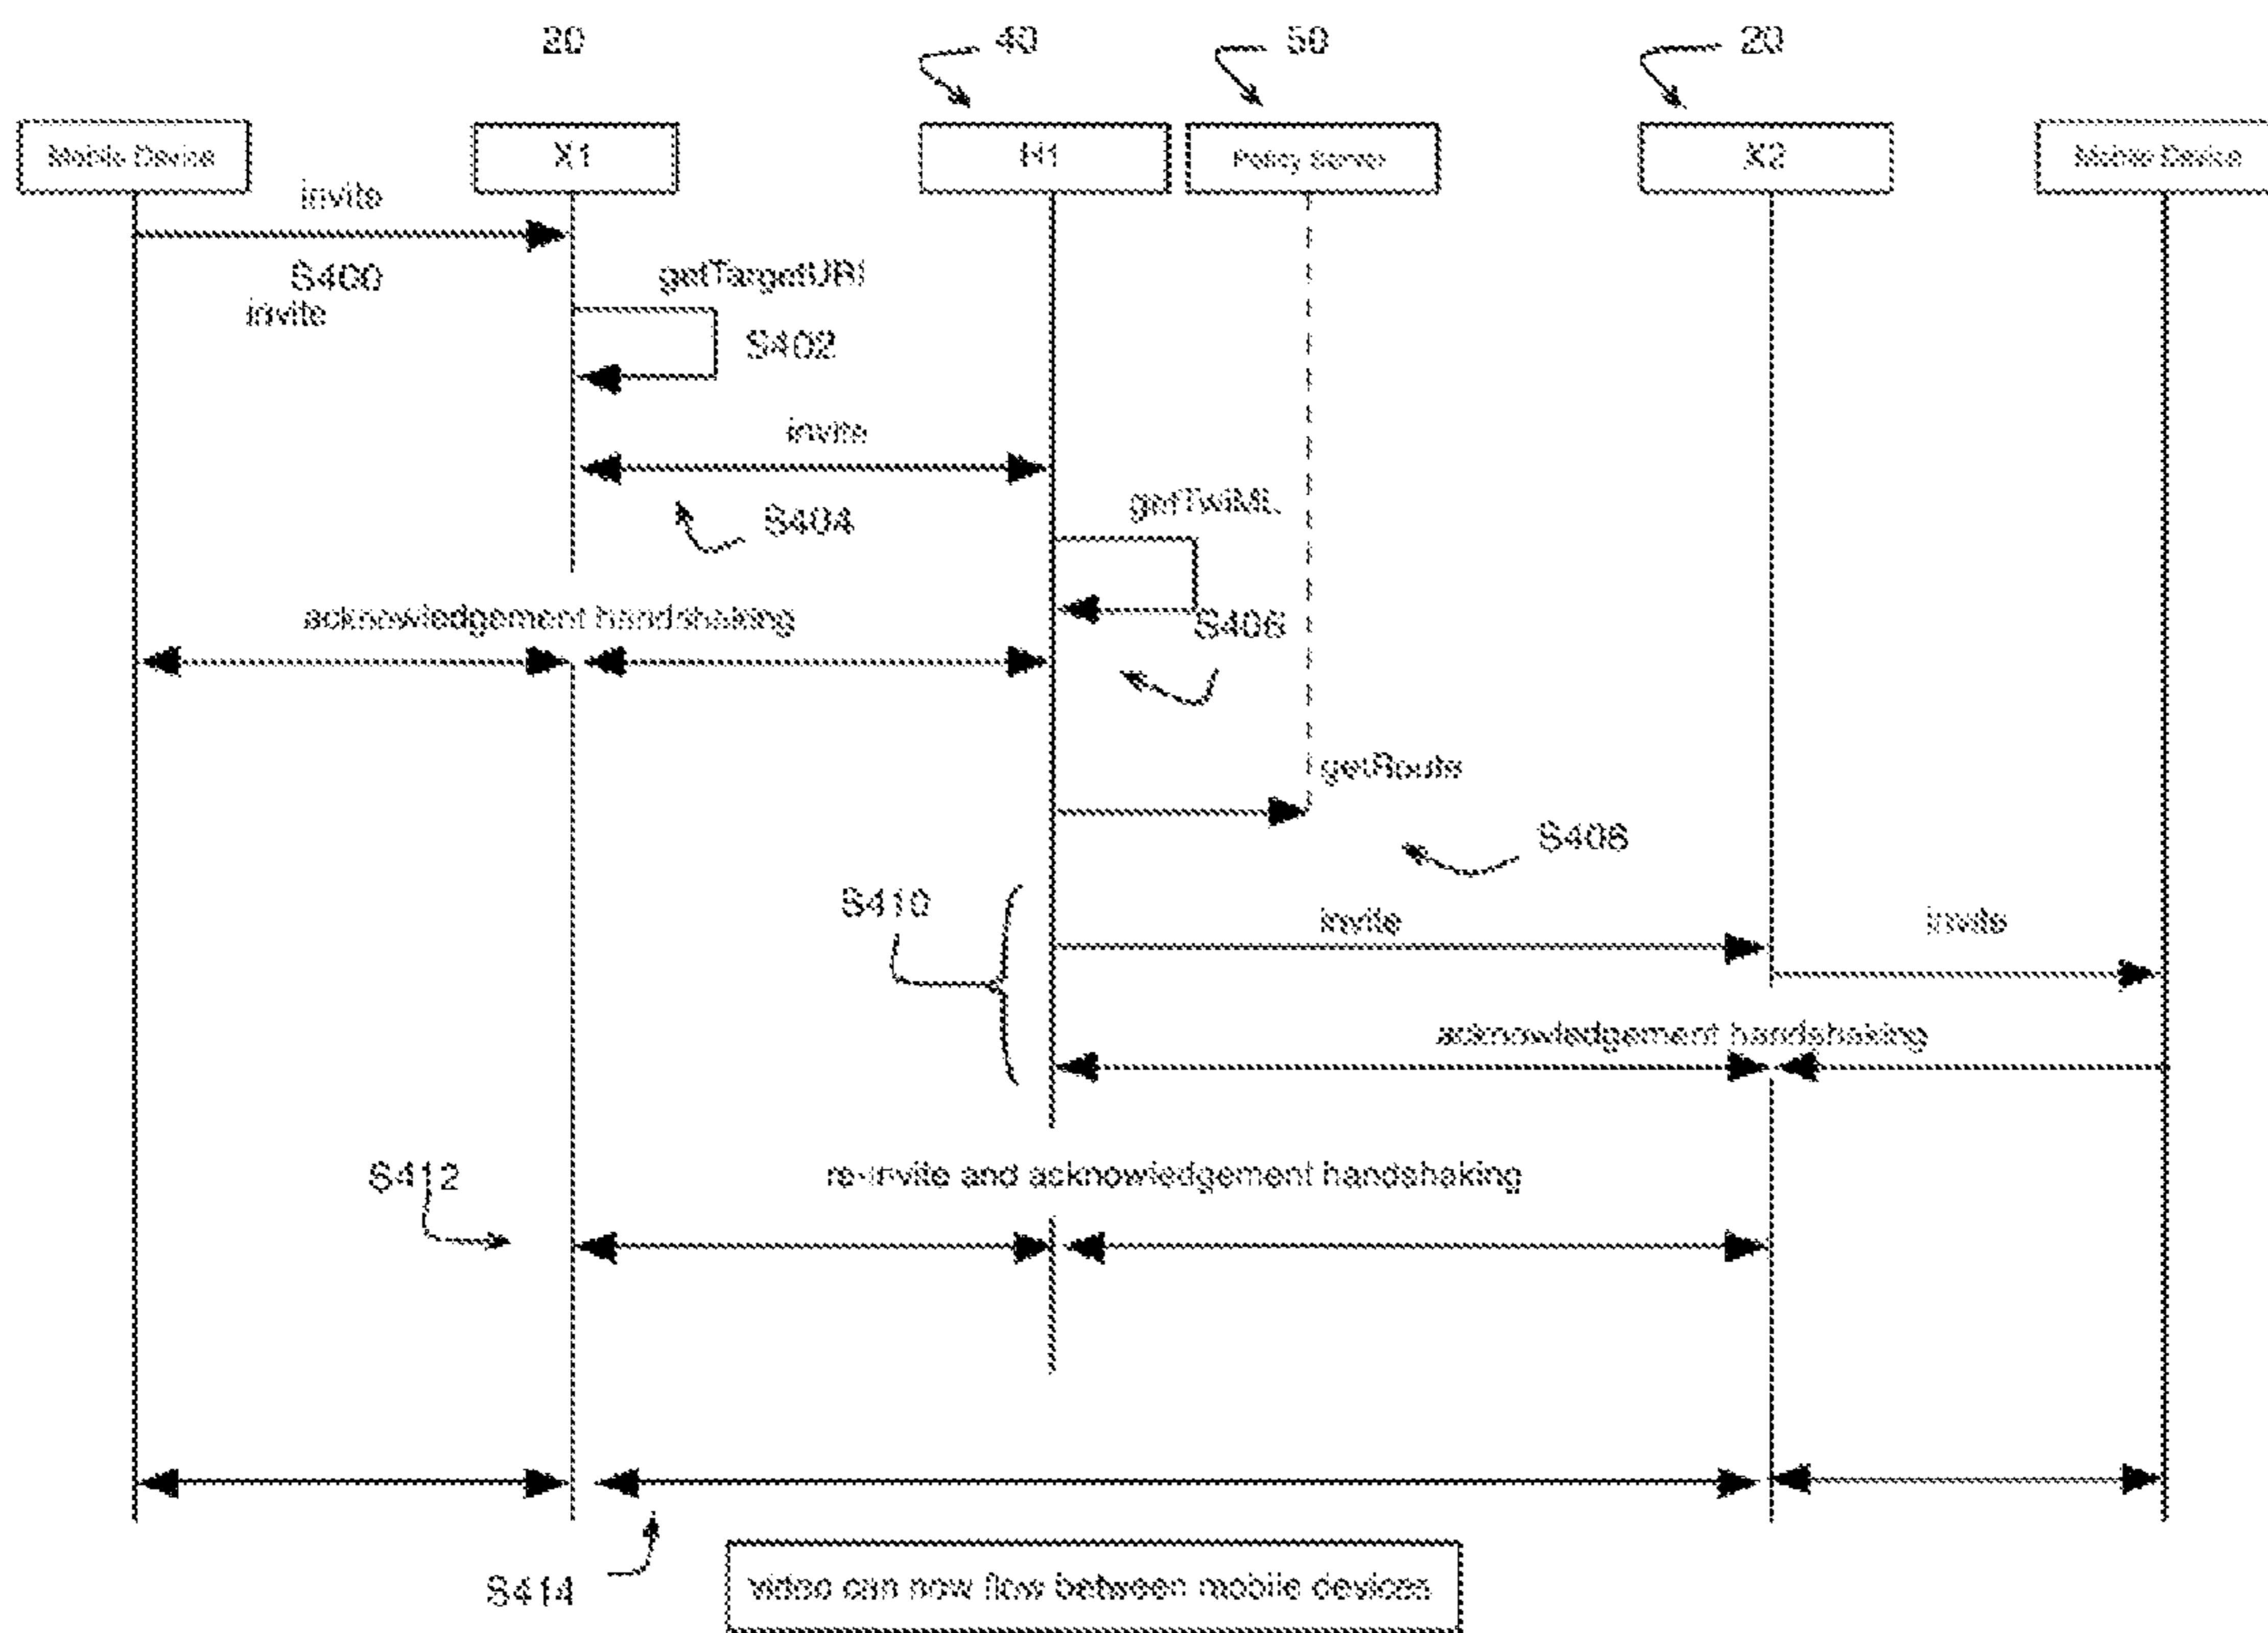 20
40
50
20
Mobile Device
X1
H1
Policy Server
X2
Mobile Device
invite
S400
invite
getTargetURI
S402
invite
S404
getTwiML
S406
acknowledgement handshaking
getRoute
S408
S410
invite
invite
acknowledgement handshaking
S412
re-invite and acknowledgement handshaking
S414
video can now flow between mobile devices